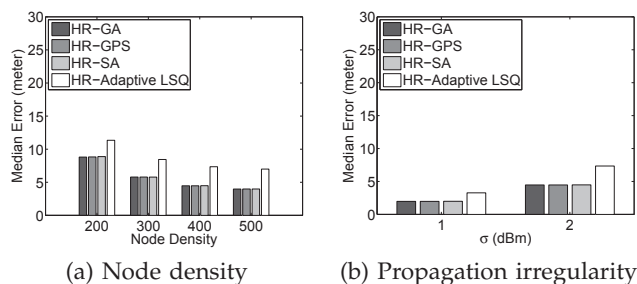 30
25
20
15
10
5
0
Median Error (meter)
HR−GA
HR−GPS
HR−SA
HR−Adaptive LSQ
200 300 400 500
Node Density
(a) Node density
30
25
20
15
10
5
0
Median Error (meter)
HR−GA
HR−GPS
HR−SA
HR−Adaptive LSQ
1 2
σ (dBm)
(b) Propagation irregularity